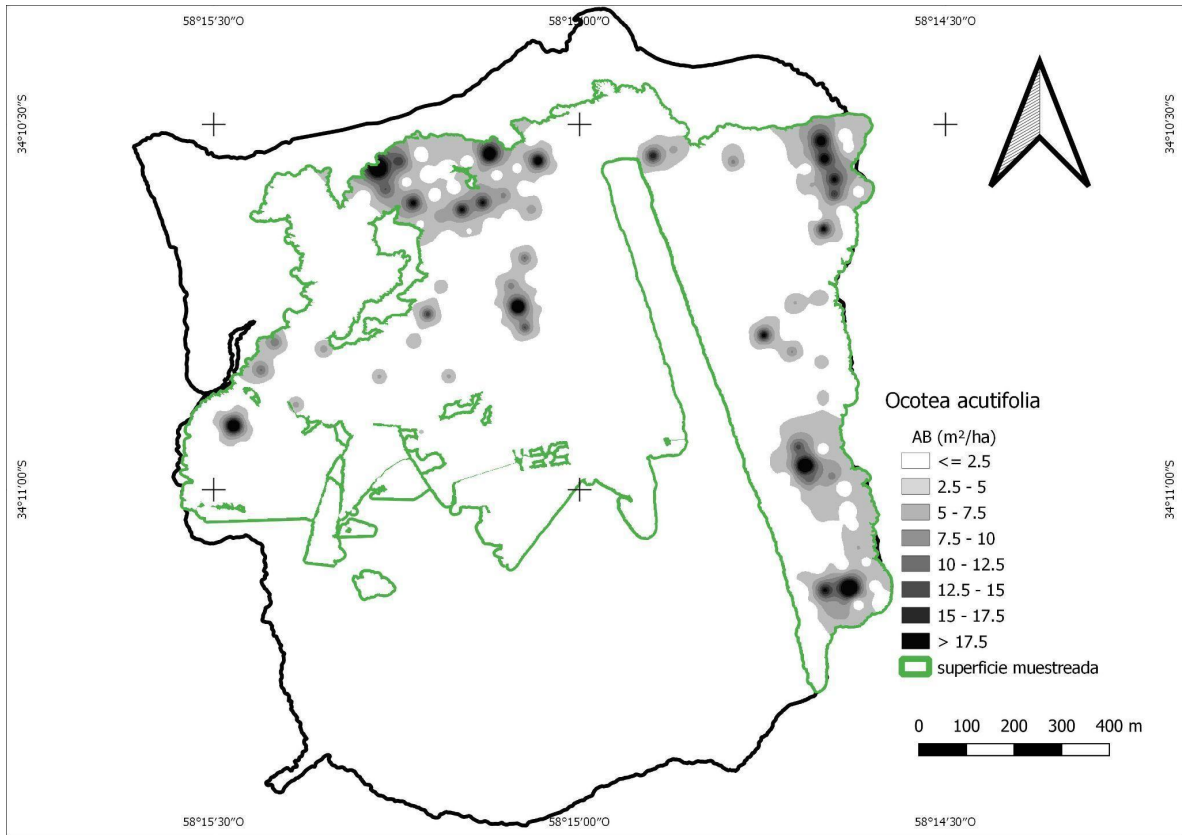 58°15'30"O 58°15'00"O 58°14'30"O
34°10'30"S 34°10'30"S
Ocotea acutifolia
AB (m²/ha)
<= 2.5
2.5 - 5
5 - 7.5
7.5 - 10
10 - 12.5
12.5 - 15
15 - 17.5
> 17.5
superficie muestreada
34°11'00"S 34°11'00"S
0 100 200 300 400 m
58°15'30"O 58°15'00"O 58°14'30"O